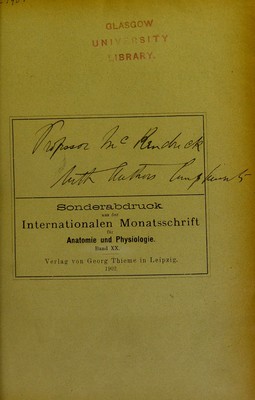 GLASGOW
UNIVERSITY
LIBRARY.
Professor McKendrick
with Authors Compliments
Sonderabdruck
aus der
Internationalen Monatsschrift
für
Anatomie und Physiologie.
Band XX.
Verlag von Georg Thieme in Leipzig.